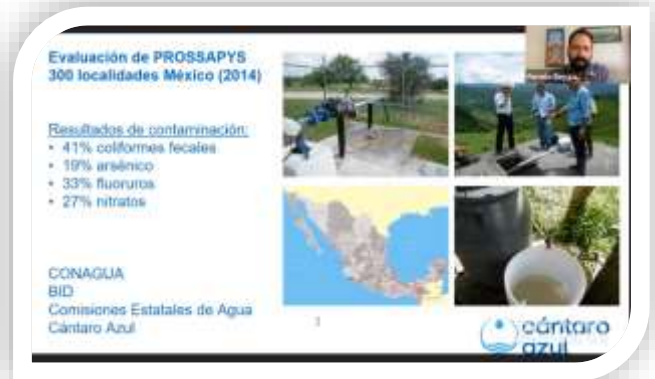 Evaluación de PROSSAPYS
300 localidades México (2014)
Resultados de contaminación:
• 41% coliformes fecales
• 19% arsénico
• 33% fluoruros
• 27% nitratos
CONAGUA
BID
Comisiones Estatales de Agua
Cántaro Azul
cántaro
azul